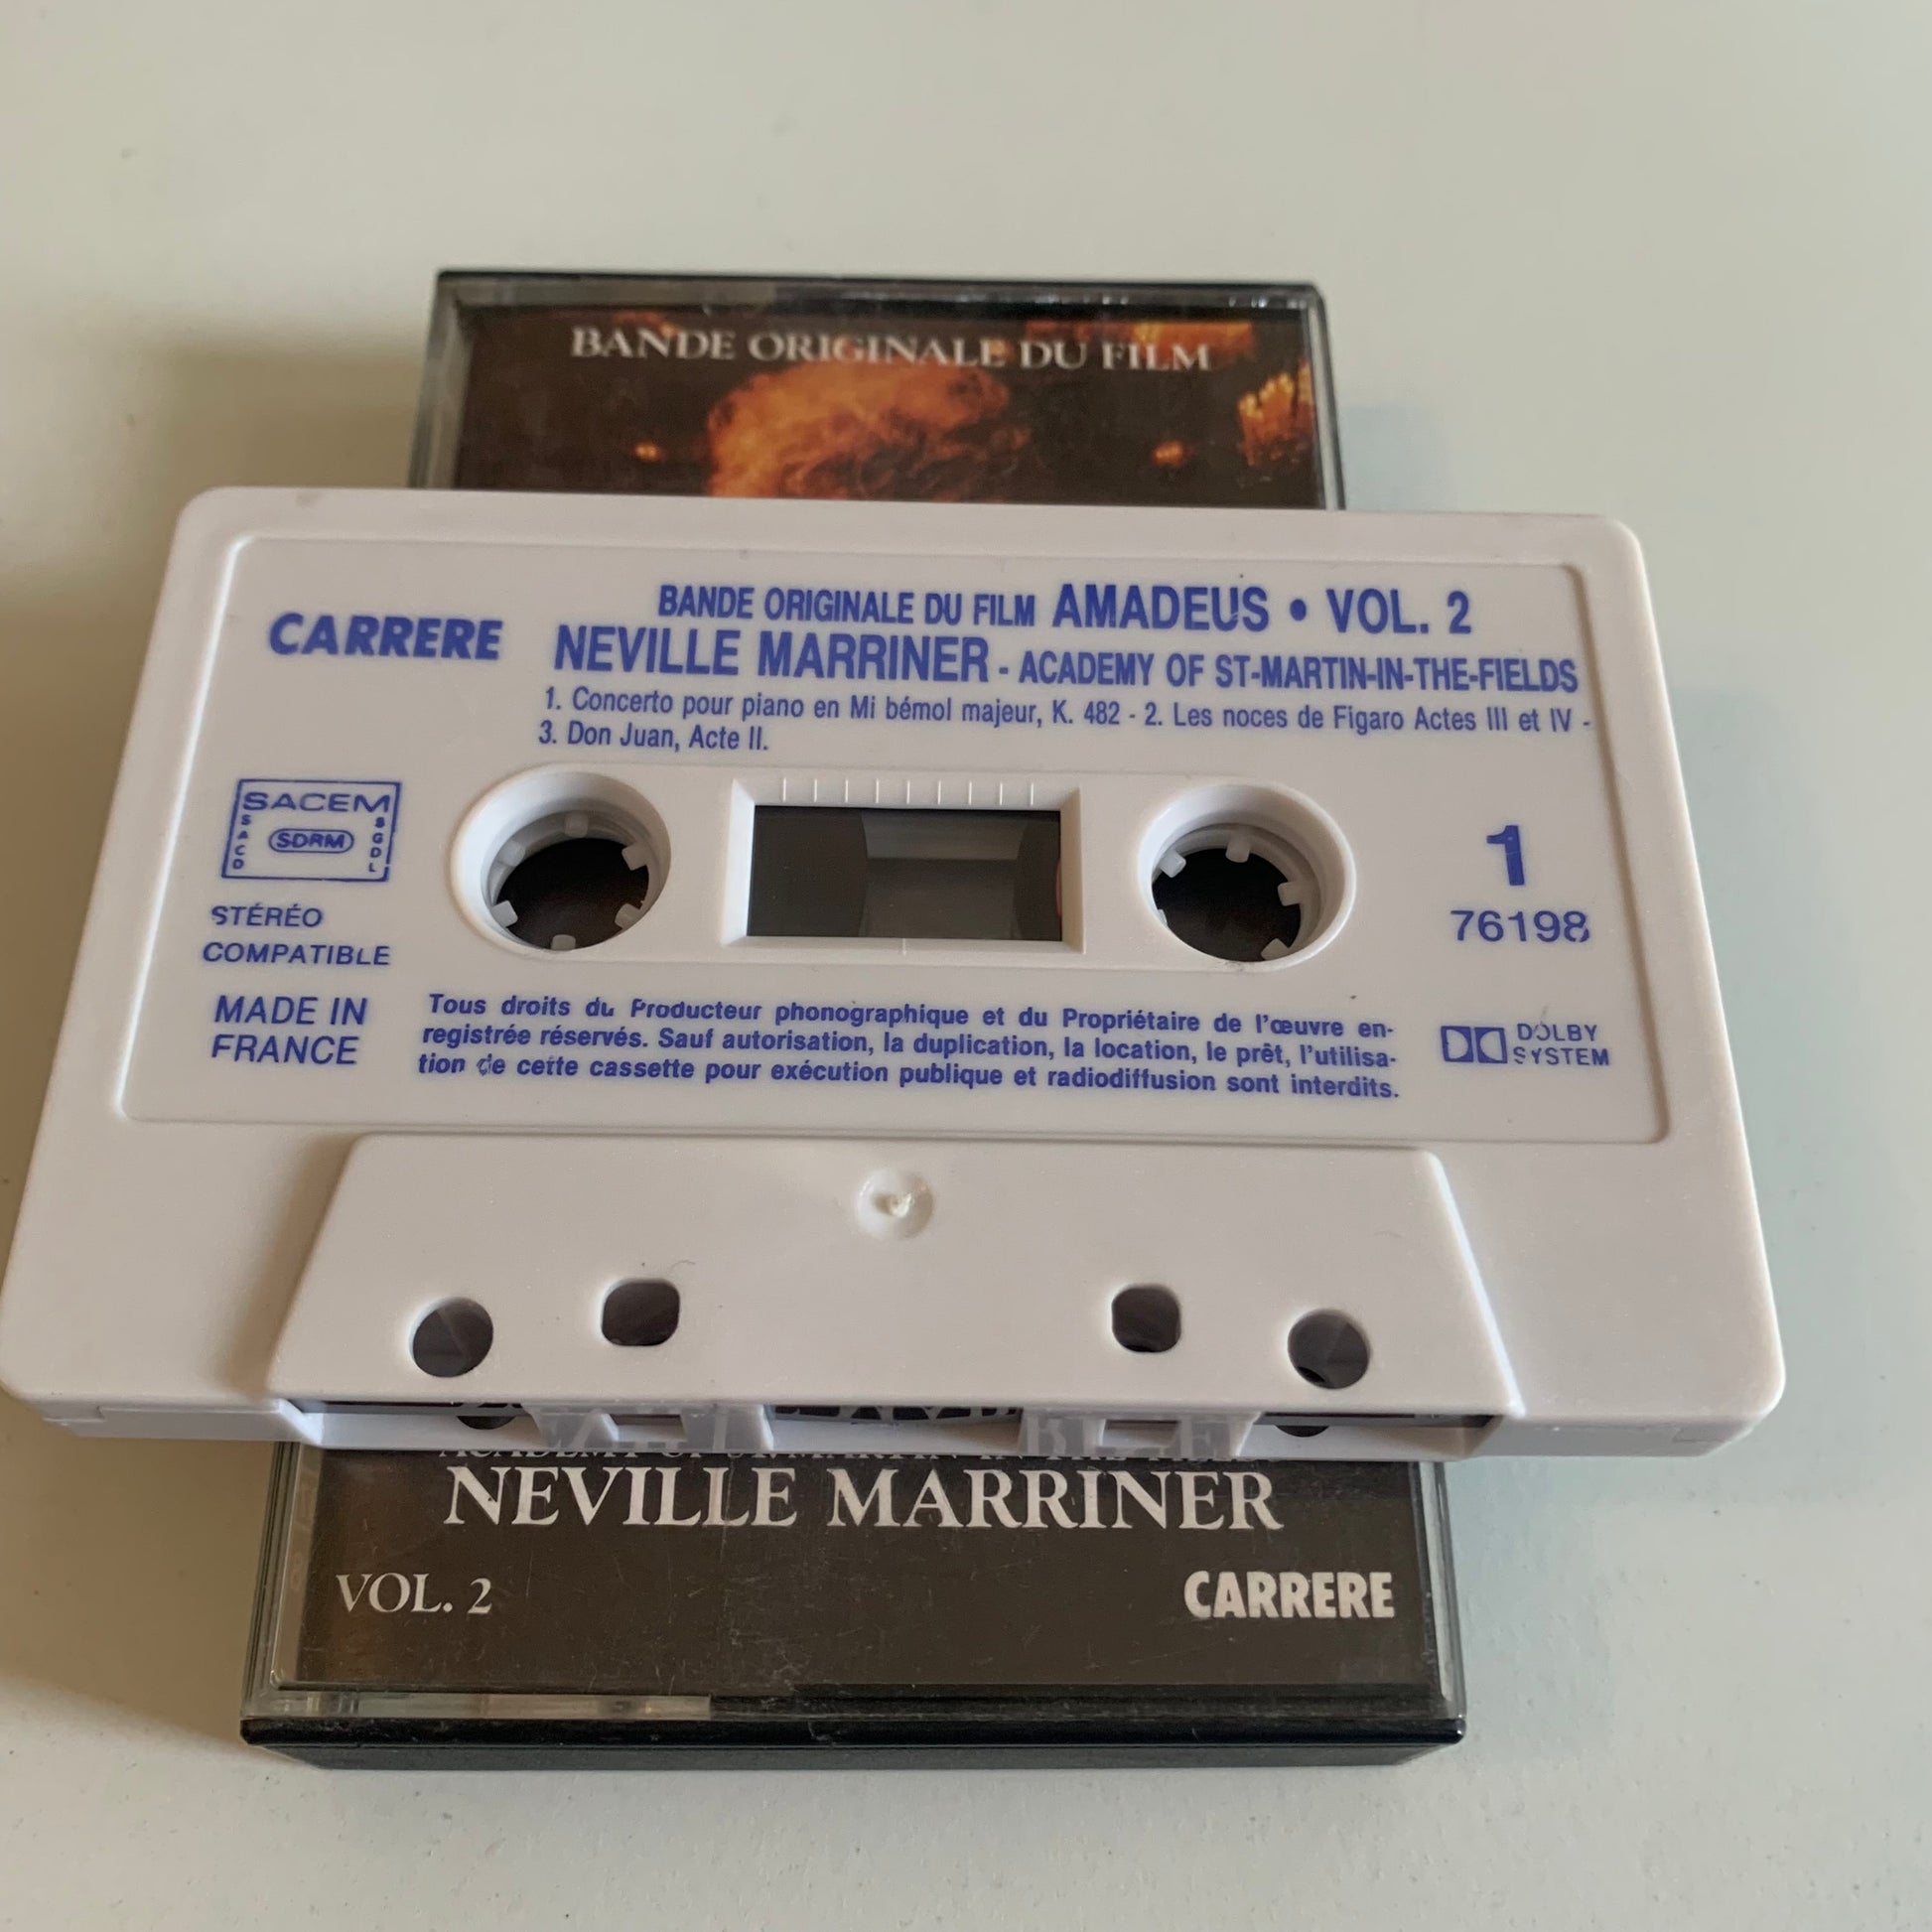 BANDE ORIGINALE DU FILM
CARRERE
BANDE ORIGINALE DU FILM AMADEUS • VOL. 2
NEVILLE MARRINER - ACADEMY OF ST-MARTIN-IN-THE-FIELDS
1. Concerto pour piano en Mi bémol majeur, K. 482 - 2. Les noces de Figaro Actes III et IV -
3. Don Juan, Acte II.
SACEM
SACD
SDRM
SGDL
STÉRÉO
COMPATIBLE
MADE IN
FRANCE
1
76198
Tous droits du Producteur phonographique et du Propriétaire de l'œuvre en-
registrée réservés. Sauf autorisation, la duplication, la location, le prêt, l'utilisa-
tion de cette cassette pour exécution publique et radiodiffusion sont interdits.
DOLBY
SYSTEM
NEVILLE MARRINER
VOL. 2
CARRERE